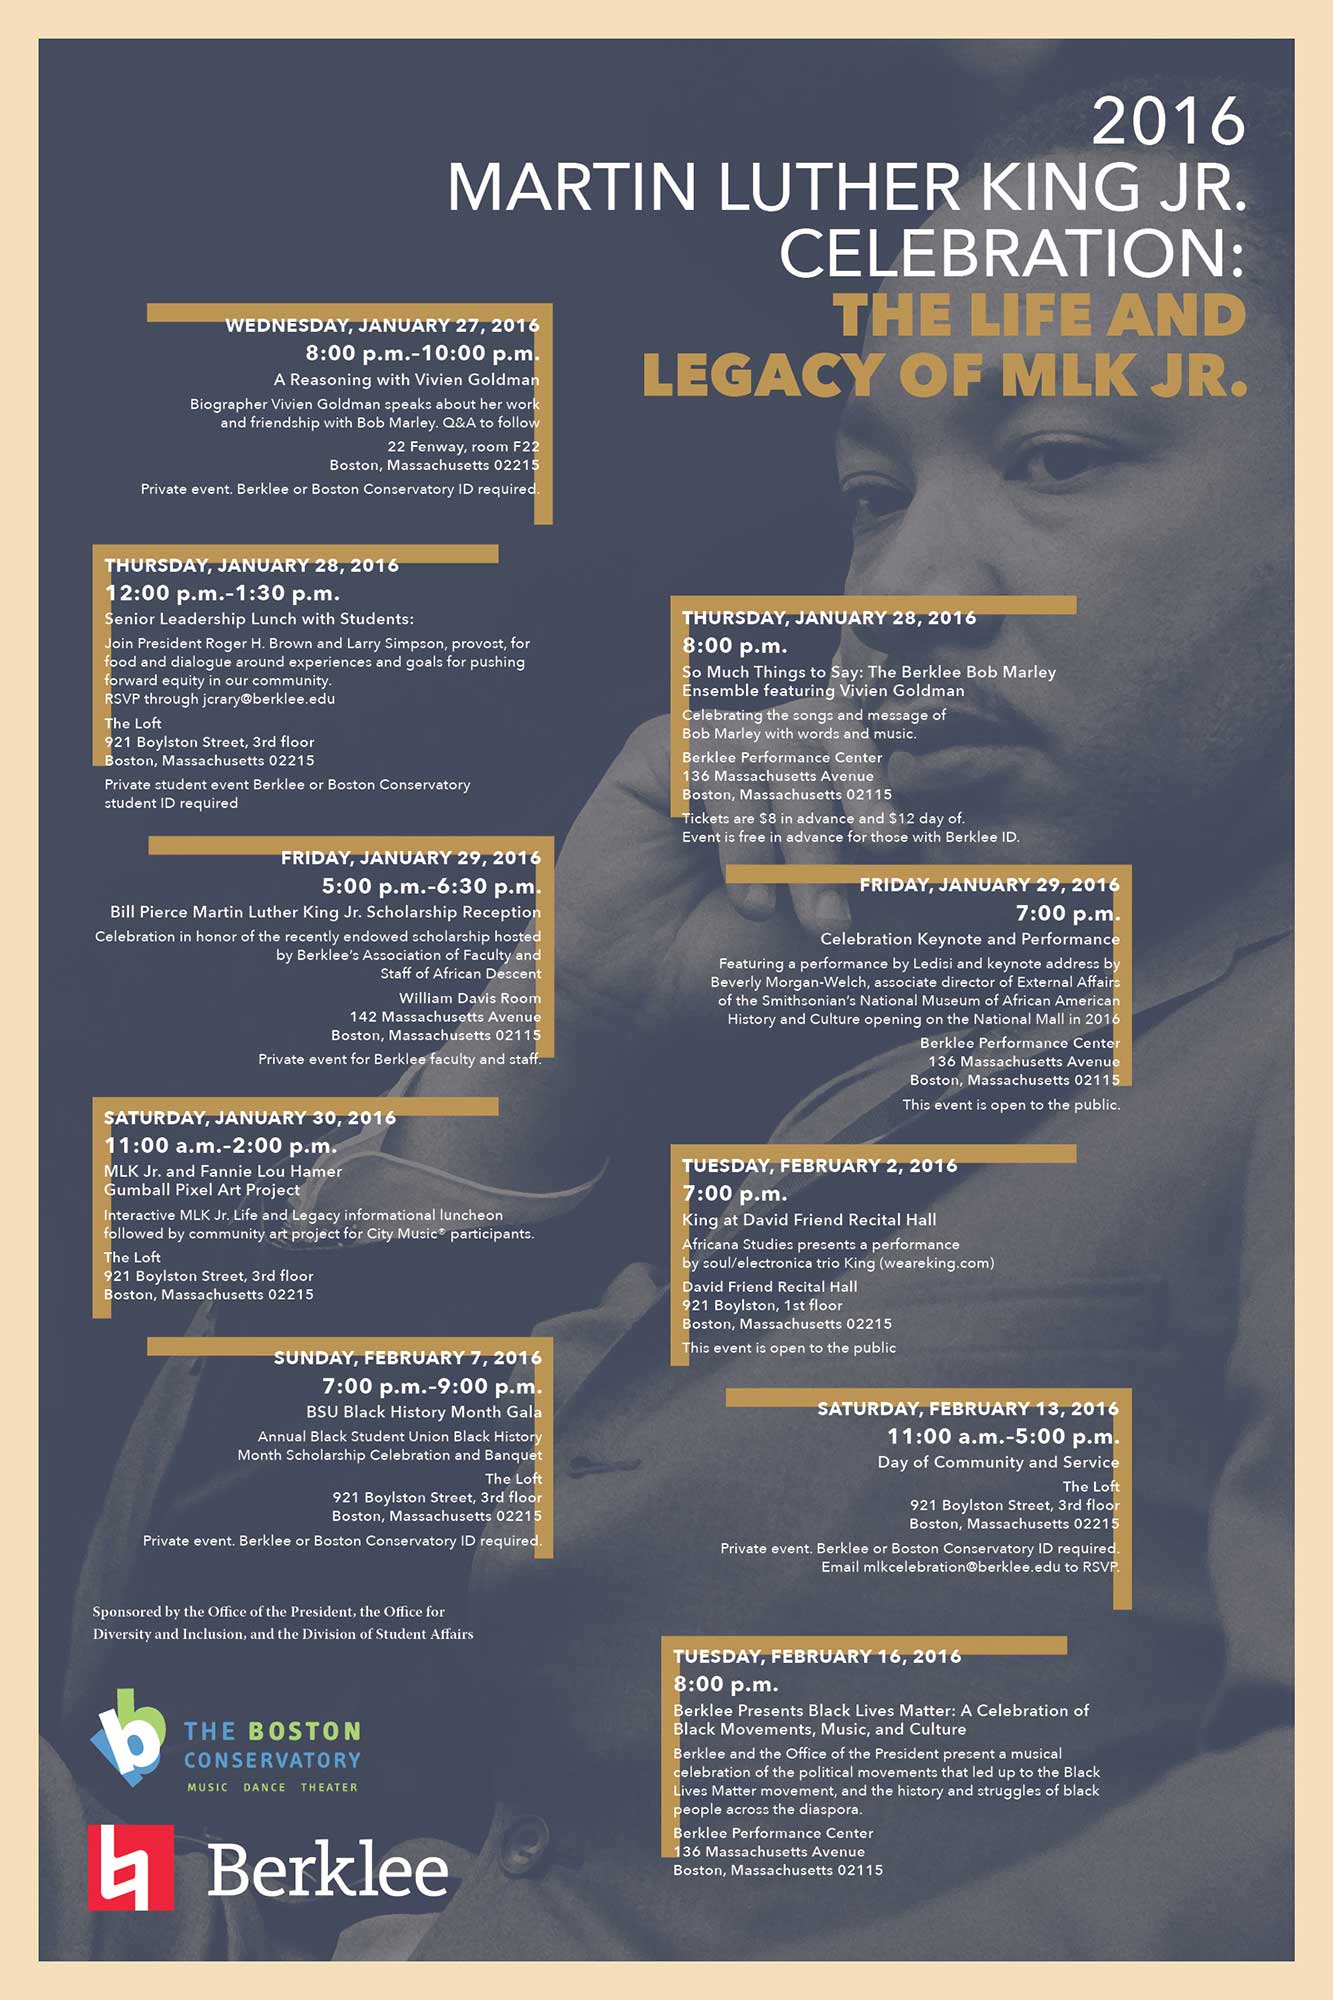 2016
MARTIN LUTHER KING JR.
CELEBRATION:
THE LIFE AND
LEGACY OF MLK JR.
WEDNESDAY, JANUARY 27, 2016
8:00 p.m.–10:00 p.m.
A Reasoning with Vivien Goldman
Biographer Vivien Goldman speaks about her work
and friendship with Bob Marley. Q&A to follow
22 Fenway, room F22
Boston, Massachusetts 02215
Private event. Berklee or Boston Conservatory ID required.
THURSDAY, JANUARY 28, 2016
12:00 p.m.–1:30 p.m.
Senior Leadership Lunch with Students:
Join President Roger H. Brown and Larry Simpson, provost, for
food and dialogue around experiences and goals for pushing
forward equity in our community.
RSVP through jcrary@berklee.edu
The Loft
921 Boylston Street, 3rd floor
Boston, Massachusetts 02215
Private student event Berklee or Boston Conservatory
student ID required
THURSDAY, JANUARY 28, 2016
8:00 p.m.
So Much Things to Say: The Berklee Bob Marley
Ensemble featuring Vivien Goldman
Celebrating the songs and message of
Bob Marley with words and music.
Berklee Performance Center
136 Massachusetts Avenue
Boston, Massachusetts 02115
Tickets are $8 in advance and $12 day of.
Event is free in advance for those with Berklee ID.
FRIDAY, JANUARY 29, 2016
5:00 p.m.–6:30 p.m.
Bill Pierce Martin Luther King Jr. Scholarship Reception
Celebration in honor of the recently endowed scholarship hosted
by Berklee's Association of Faculty and
Staff of African Descent
William Davis Room
142 Massachusetts Avenue
Boston, Massachusetts 02115
Private event for Berklee faculty and staff.
FRIDAY, JANUARY 29, 2016
7:00 p.m.
Celebration Keynote and Performance
Featuring a performance by Ledisi and keynote address by
Beverly Morgan-Welch, associate director of External Affairs
of the Smithsonian's National Museum of African American
History and Culture opening on the National Mall in 2016
Berklee Performance Center
136 Massachusetts Avenue
Boston, Massachusetts 02115
This event is open to the public.
SATURDAY, JANUARY 30, 2016
11:00 a.m.–2:00 p.m.
MLK Jr. and Fannie Lou Hamer
Gumball Pixel Art Project
Interactive MLK Jr. Life and Legacy informational luncheon
followed by community art project for City Music® participants.
The Loft
921 Boylston Street, 3rd floor
Boston, Massachusetts 02215
TUESDAY, FEBRUARY 2, 2016
7:00 p.m.
King at David Friend Recital Hall
Africana Studies presents a performance
by soul/electronica trio King (weareking.com)
David Friend Recital Hall
921 Boylston, 1st floor
Boston, Massachusetts 02215
This event is open to the public
SUNDAY, FEBRUARY 7, 2016
7:00 p.m.–9:00 p.m.
BSU Black History Month Gala
Annual Black Student Union Black History
Month Scholarship Celebration and Banquet
The Loft
921 Boylston Street, 3rd floor
Boston, Massachusetts 02215
Private event. Berklee or Boston Conservatory ID required.
SATURDAY, FEBRUARY 13, 2016
11:00 a.m.–5:00 p.m.
Day of Community and Service
The Loft
921 Boylston Street, 3rd floor
Boston, Massachusetts 02215
Private event. Berklee or Boston Conservatory ID required.
Email mlkcelebration@berklee.edu to RSVP.
TUESDAY, FEBRUARY 16, 2016
8:00 p.m.
Berklee Presents Black Lives Matter: A Celebration of
Black Movements, Music, and Culture
Berklee and the Office of the President present a musical
celebration of the political movements that led up to the Black
Lives Matter movement, and the history and struggles of black
people across the diaspora.
Berklee Performance Center
136 Massachusetts Avenue
Boston, Massachusetts 02115
Sponsored by the Office of the President, the Office for
Diversity and Inclusion, and the Division of Student Affairs
b b
THE BOSTON
CONSERVATORY
MUSIC DANCE THEATER
Berklee